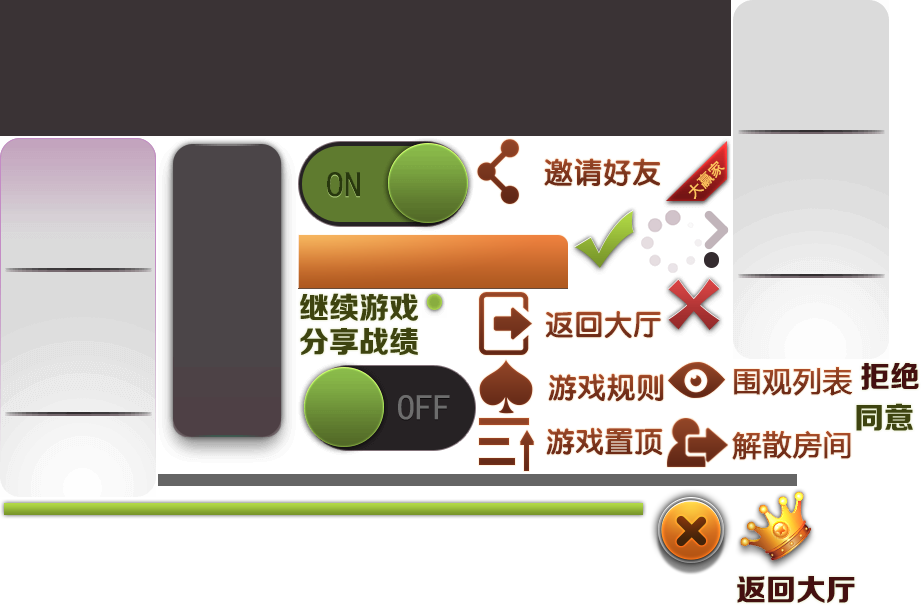 ON
邀请好友
大赢家
继续游戏
分享战绩
返回大厅
OFF
游戏规则
围观列表
拒绝
同意
游戏置顶
解散房间
返回大厅